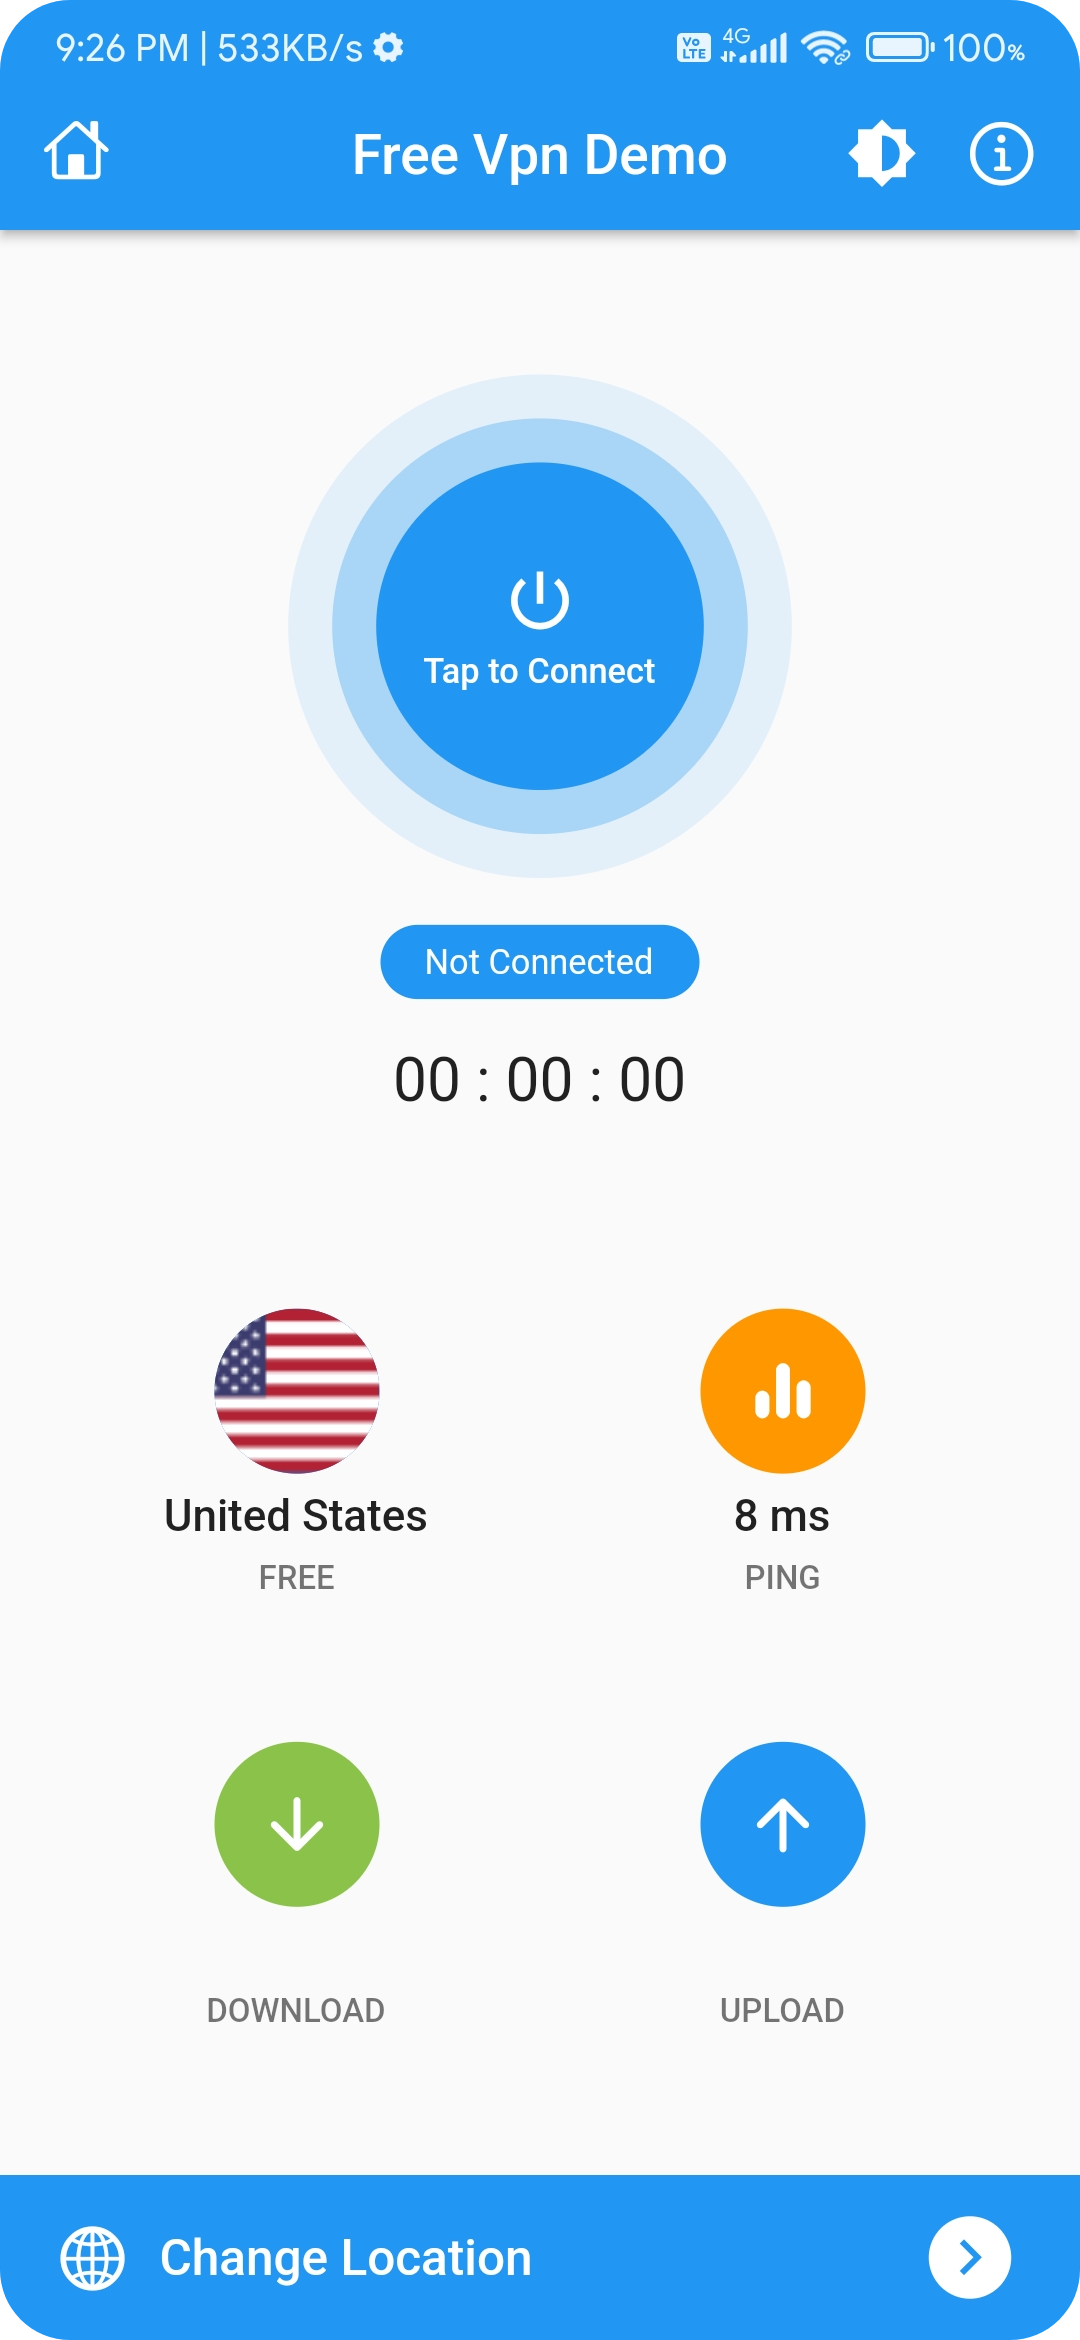 9:26 PM | 533KB/s
Vo LTE 4G 100%
Free Vpn Demo
Tap to Connect
Not Connected
00 : 00 : 00
United States
FREE
8 ms
PING
DOWNLOAD
UPLOAD
Change Location